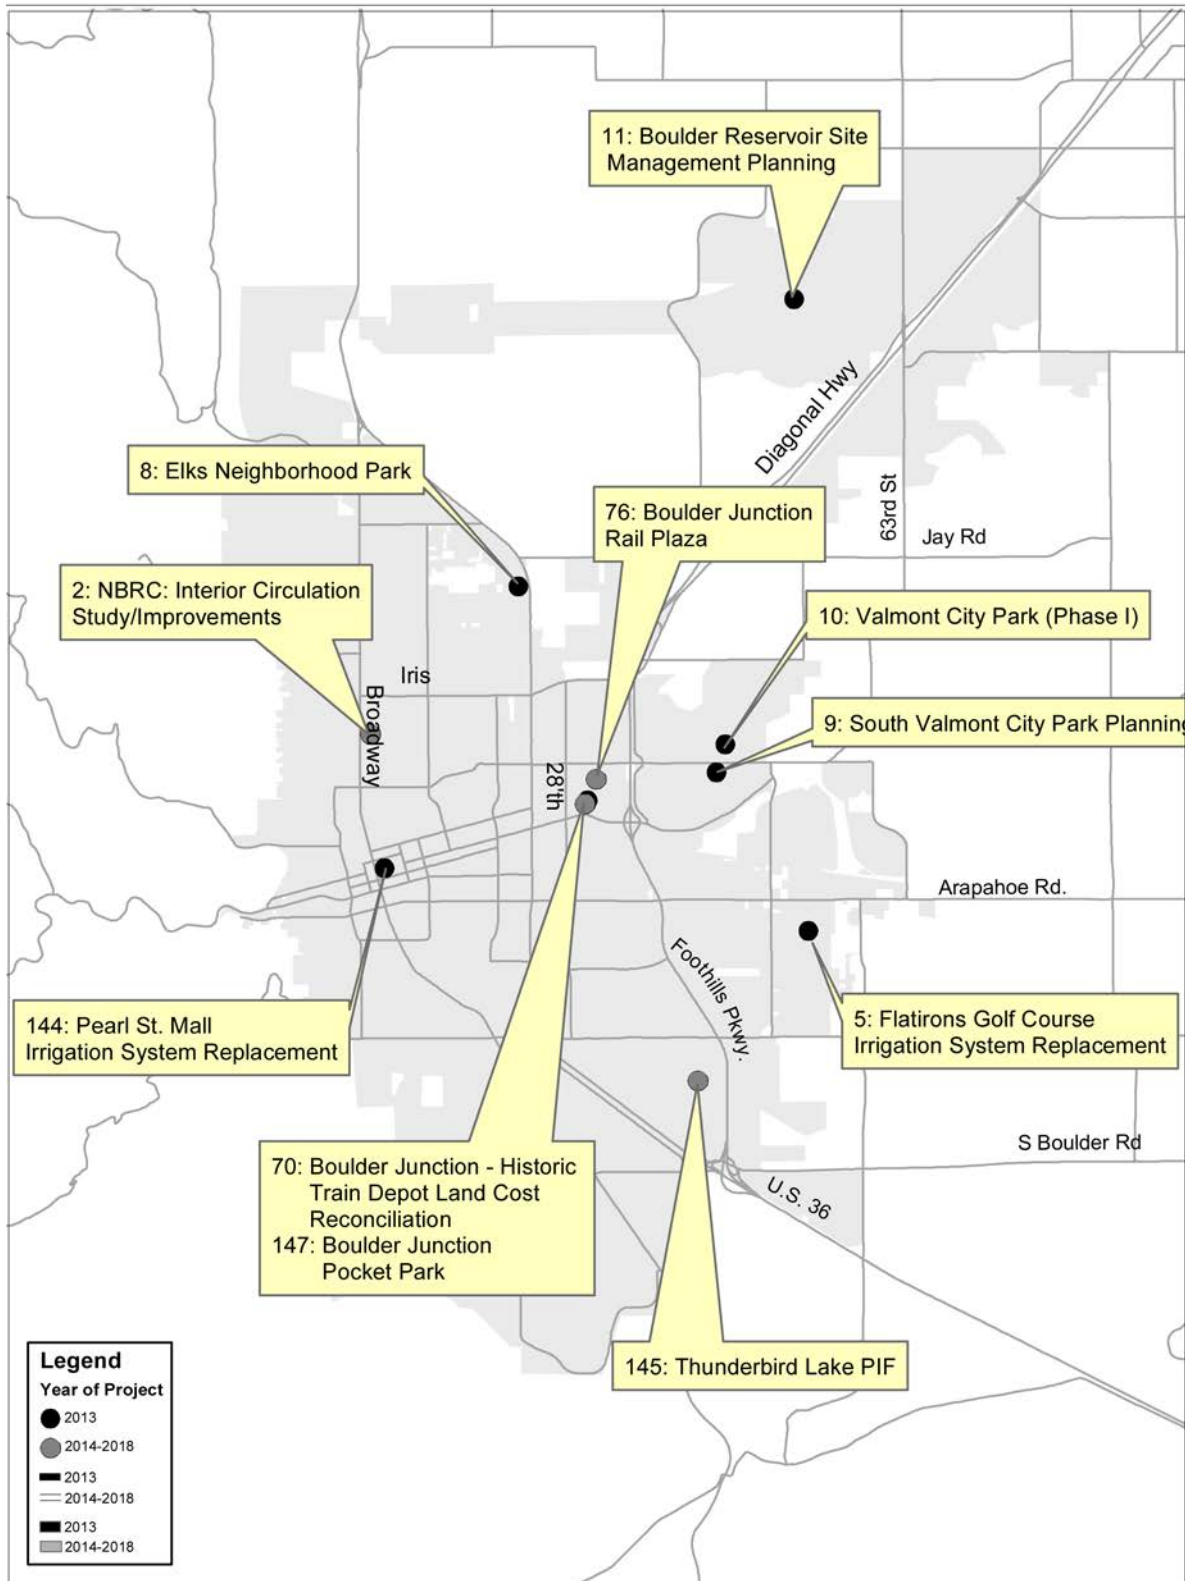 11: Boulder Reservoir Site
Management Planning
Diagonal Hwy
8: Elks Neighborhood Park
76: Boulder Junction
Rail Plaza
63rd St
Jay Rd
2: NBRC: Interior Circulation
Study/Improvements
10: Valmont City Park (Phase I)
Iris
Broadway
9: South Valmont City Park Planning
28'th
Arapahoe Rd.
Foothills Pkwy.
144: Pearl St. Mall
Irrigation System Replacement
5: Flatirons Golf Course
Irrigation System Replacement
S Boulder Rd
U.S. 36
70: Boulder Junction - Historic
Train Depot Land Cost
Reconciliation
147: Boulder Junction
Pocket Park
145: Thunderbird Lake PIF
Legend
Year of Project
2013
2014-2018
2013
2014-2018
2013
2014-2018